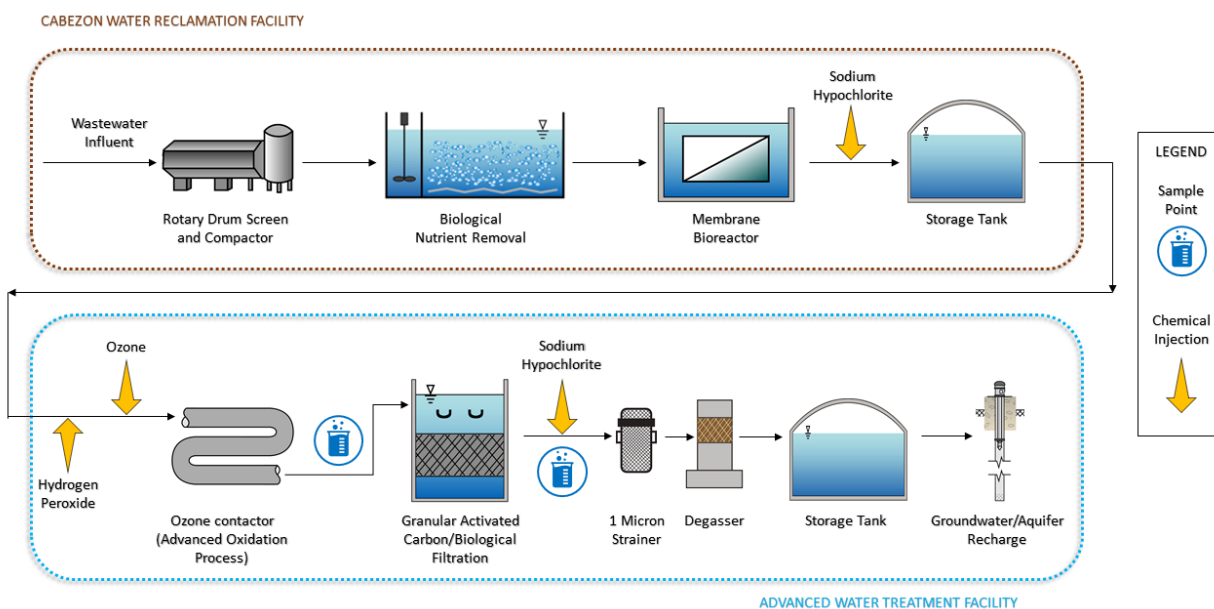 CABEZON WATER RECLAMATION FACILITY
Wastewater
Influent
Rotary Drum Screen
and Compactor
Biological
Nutrient Removal
Membrane
Bioreactor
Sodium
Hypochlorite
Storage Tank
LEGEND
Sample
Point
Chemical
Injection
Ozone
Hydrogen
Peroxide
Ozone contactor
(Advanced Oxidation
Process)
Granular Activated
Carbon/Biological
Filtration
Sodium
Hypochlorite
1 Micron
Strainer
Degasser
Storage Tank
Groundwater/Aquifer
Recharge
ADVANCED WATER TREATMENT FACILITY